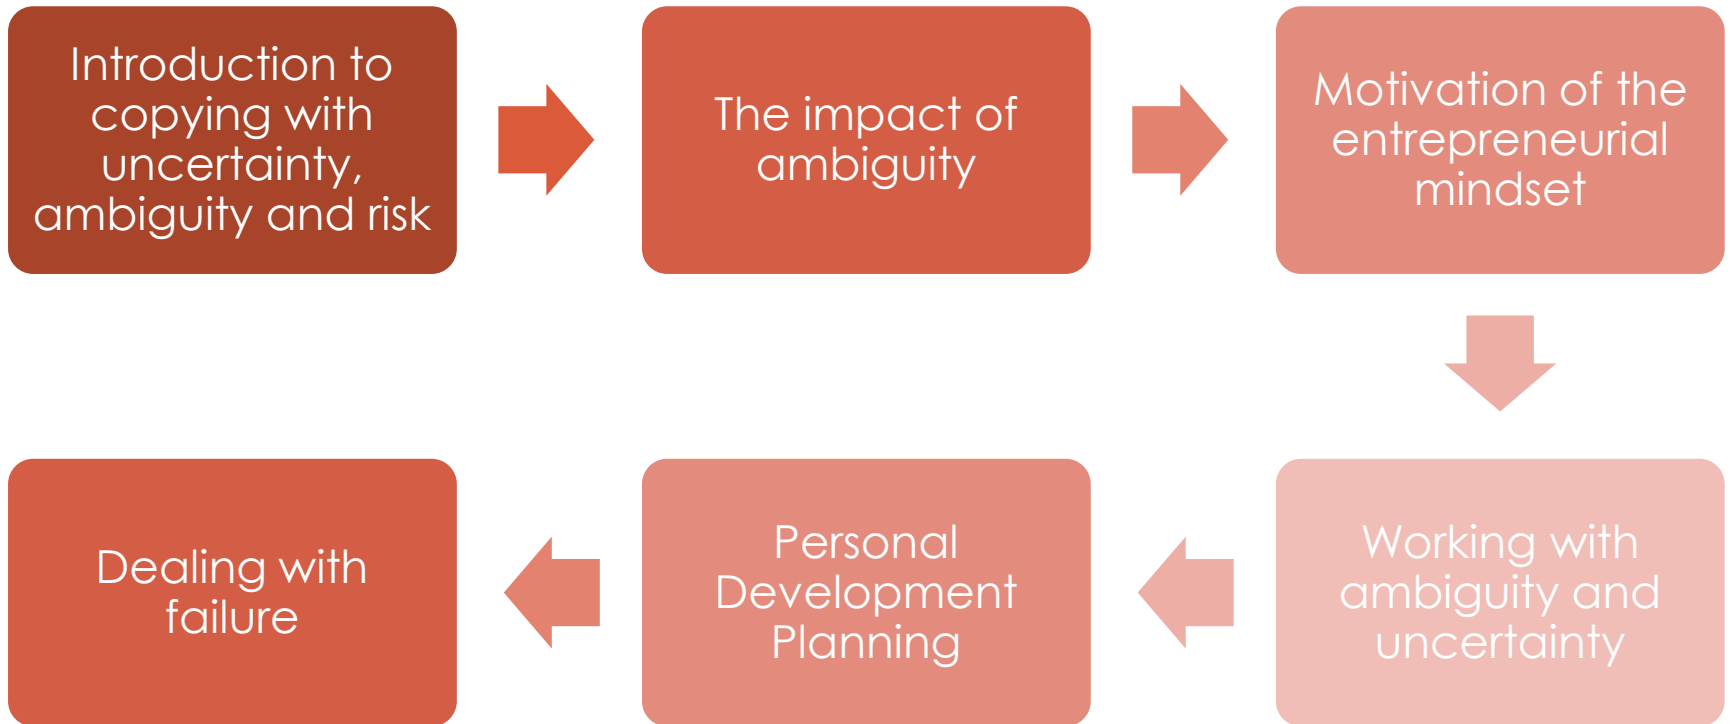 Introduction to
copying with
uncertainty,
ambiguity and risk
The impact of
ambiguity
Motivation of the
entrepreneurial
mindset
Working with
ambiguity and
uncertainty
Personal
Development
Planning
Dealing with
failure